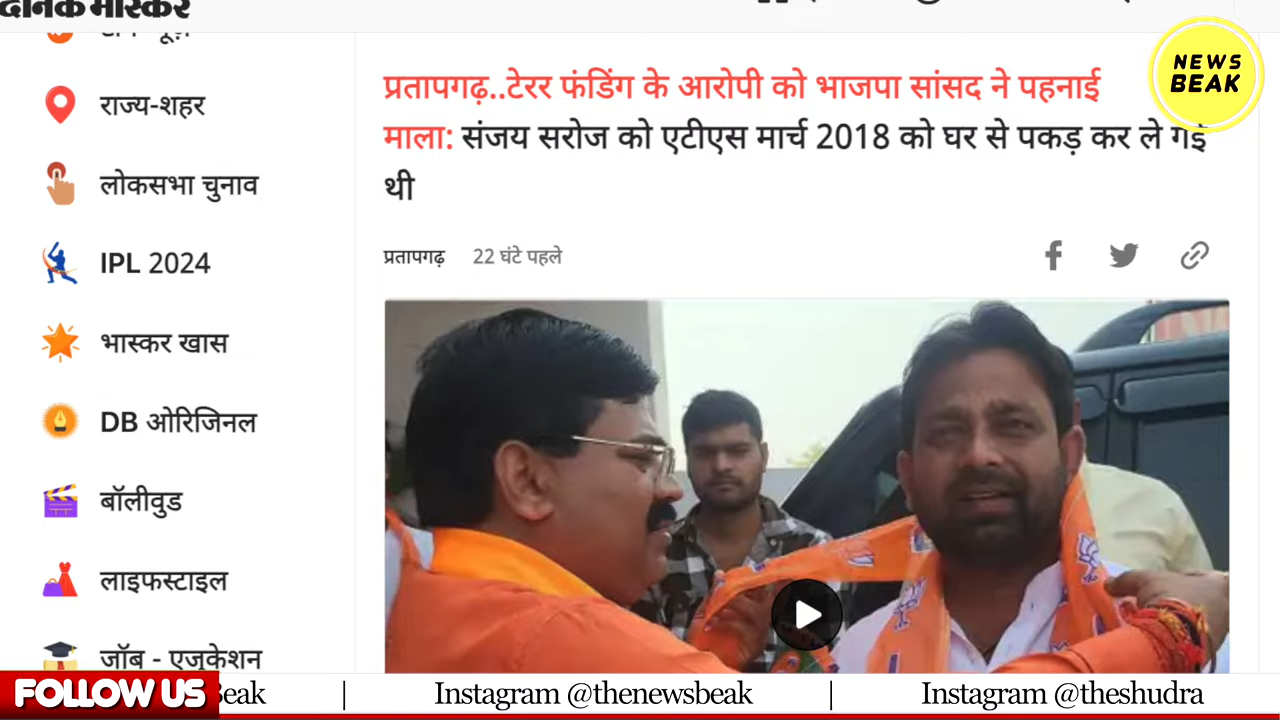 दैनिक भास्कर
NEWS
BEAK
राज्य-शहर
लोकसभा चुनाव
IPL 2024
भास्कर खास
DB ओरिजिनल
बॉलीवुड
लाइफस्टाइल
जॉब - एजुकेशन
प्रतापगढ़..टेरर फंडिंग के आरोपी को भाजपा सांसद ने पहनाई
माला: संजय सरोज को एटीएस मार्च 2018 को घर से पकड़ कर ले गई
थी
प्रतापगढ़ 22 घंटे पहले
FOLLOW US
Beak | Instagram @thenewsbeak | Instagram @theshudra